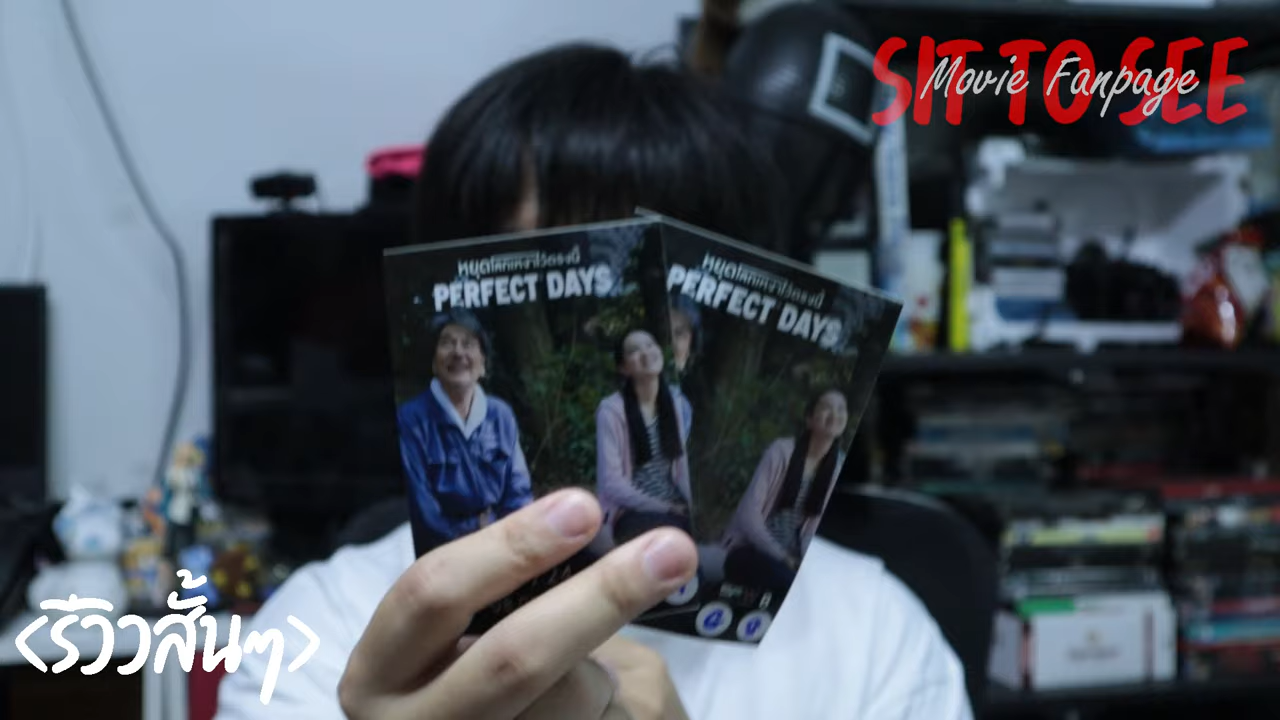 SIT TO SEE
Movie Fanpage
หยุดโลกเหงาไว้ตรงนี้
PERFECT DAYS
หยุดโลกเหงาไว้ตรงนี้
PERFECT DAYS
<รีวิวสั้นๆ>